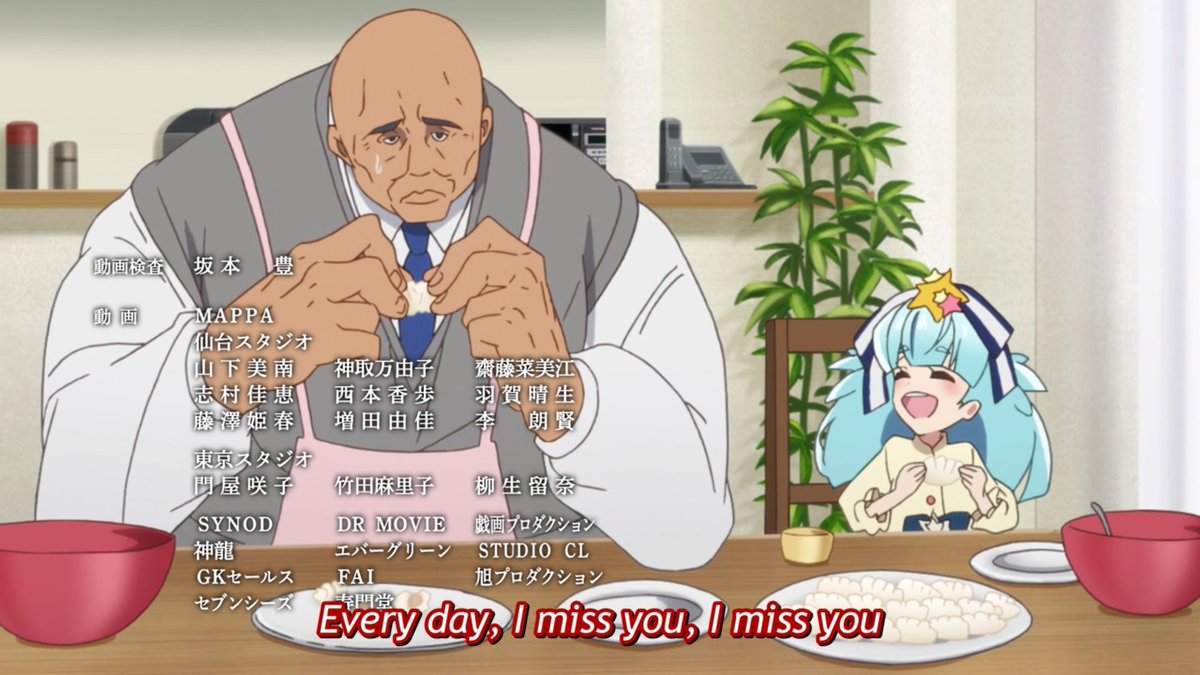 動画検査 坂本 豊
動画 MAPPA
仙台スタジオ
山下美南 神取万由子 齋藤菜美江
志村佳恵 西本香歩 羽賀晴生
藤澤姫春 増田由佳 李 朗賢
東京スタジオ
門屋咲子 竹田麻里子 柳生留奈
SYNOD DR MOVIE 戯画プロダクション
神龍 エバーグリーン STUDIO CL
GKセールス FAI 旭プロダクション
セブンシーズ 寿門堂
Every day, I miss you, I miss you